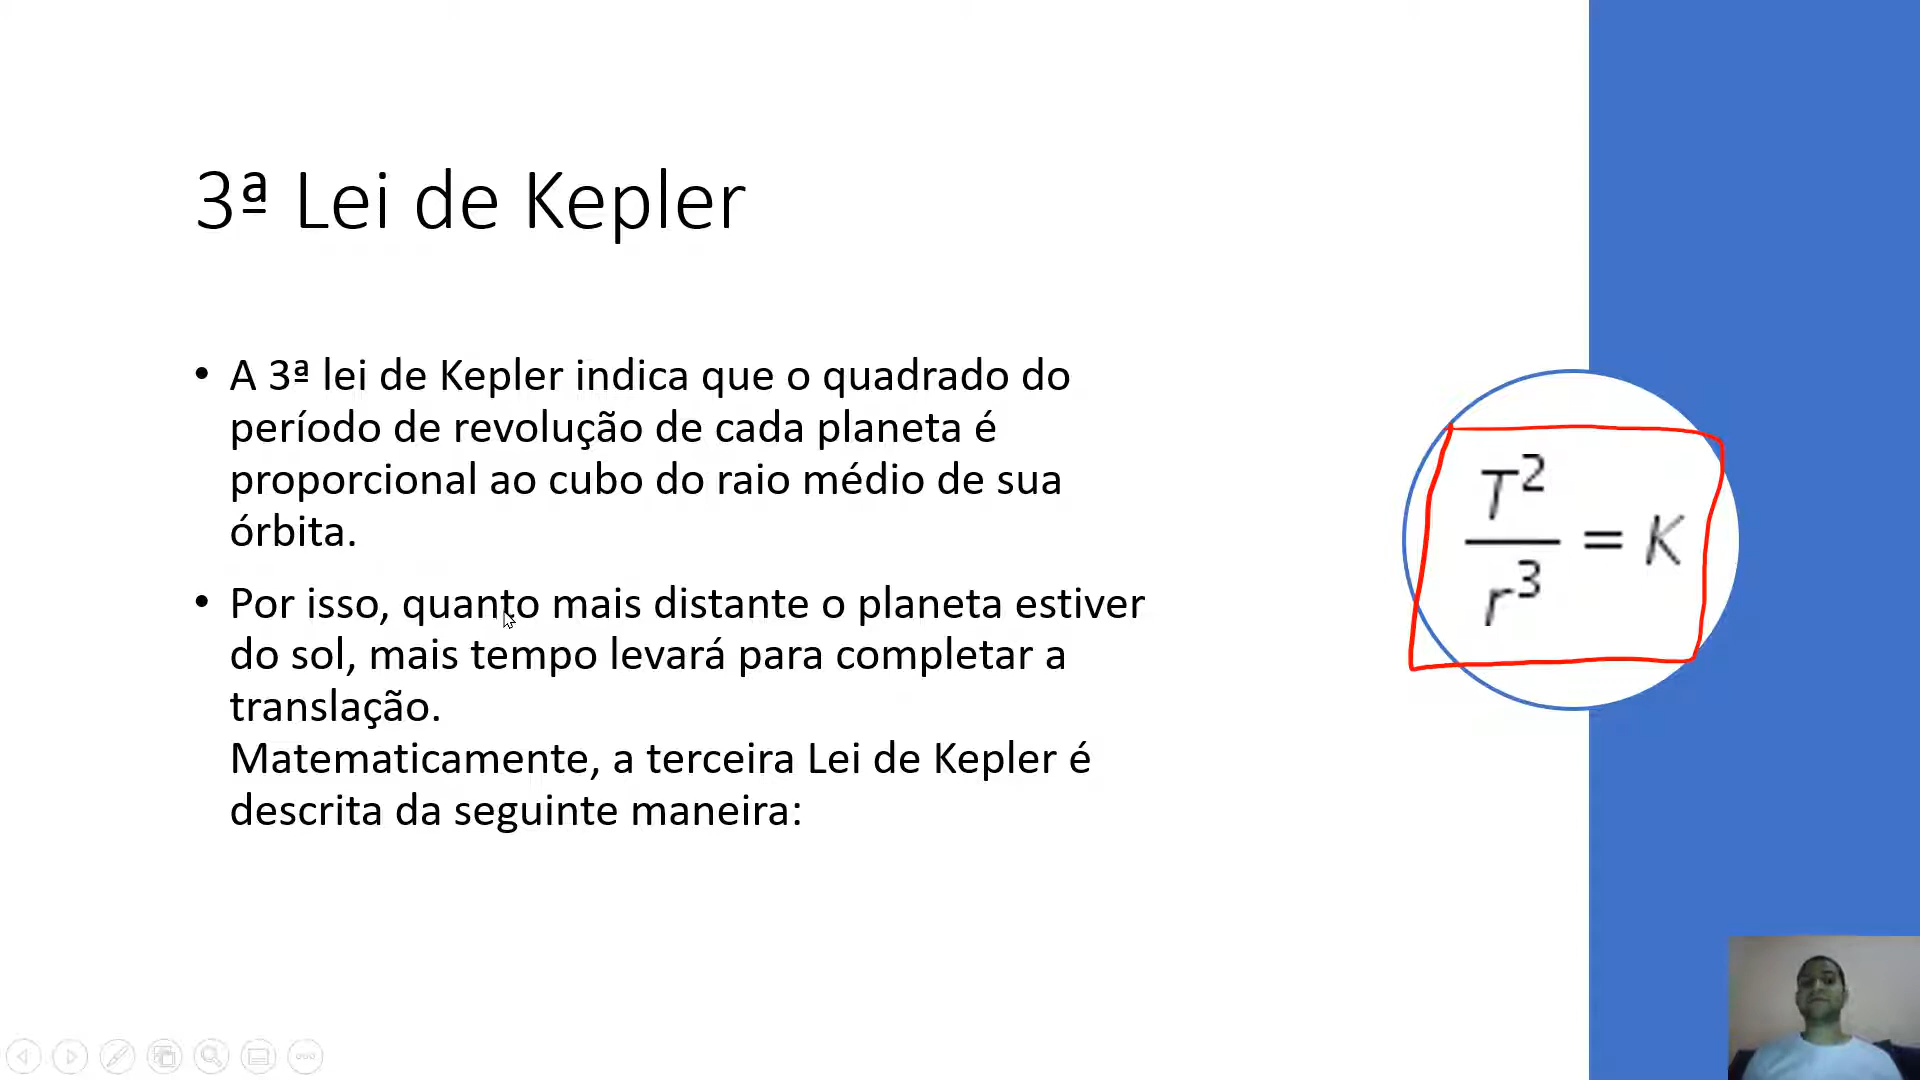 3ª Lei de Kepler
• A 3ª lei de Kepler indica que o quadrado do
período de revolução de cada planeta é
proporcional ao cubo do raio médio de sua
órbita.
• Por isso, quanto mais distante o planeta estiver
do sol, mais tempo levará para completar a
translação.
Matematicamente, a terceira Lei de Kepler é
descrita da seguinte maneira:
T²/r³ = K